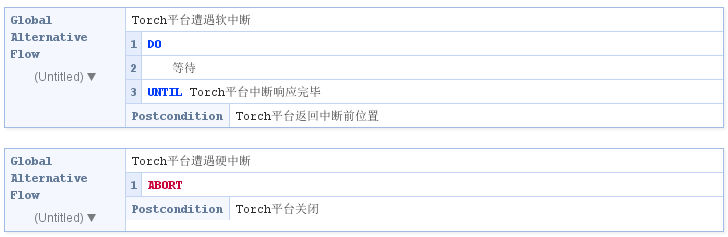 Global Alternative Flow
(Untitled) ▼
Torch平台遭遇软中断
1 DO
2 等待
3 UNTIL Torch平台中断响应完毕
Postcondition Torch平台返回中断前位置
Global Alternative Flow
(Untitled) ▼
Torch平台遭遇硬中断
1 ABORT
Postcondition Torch平台关闭